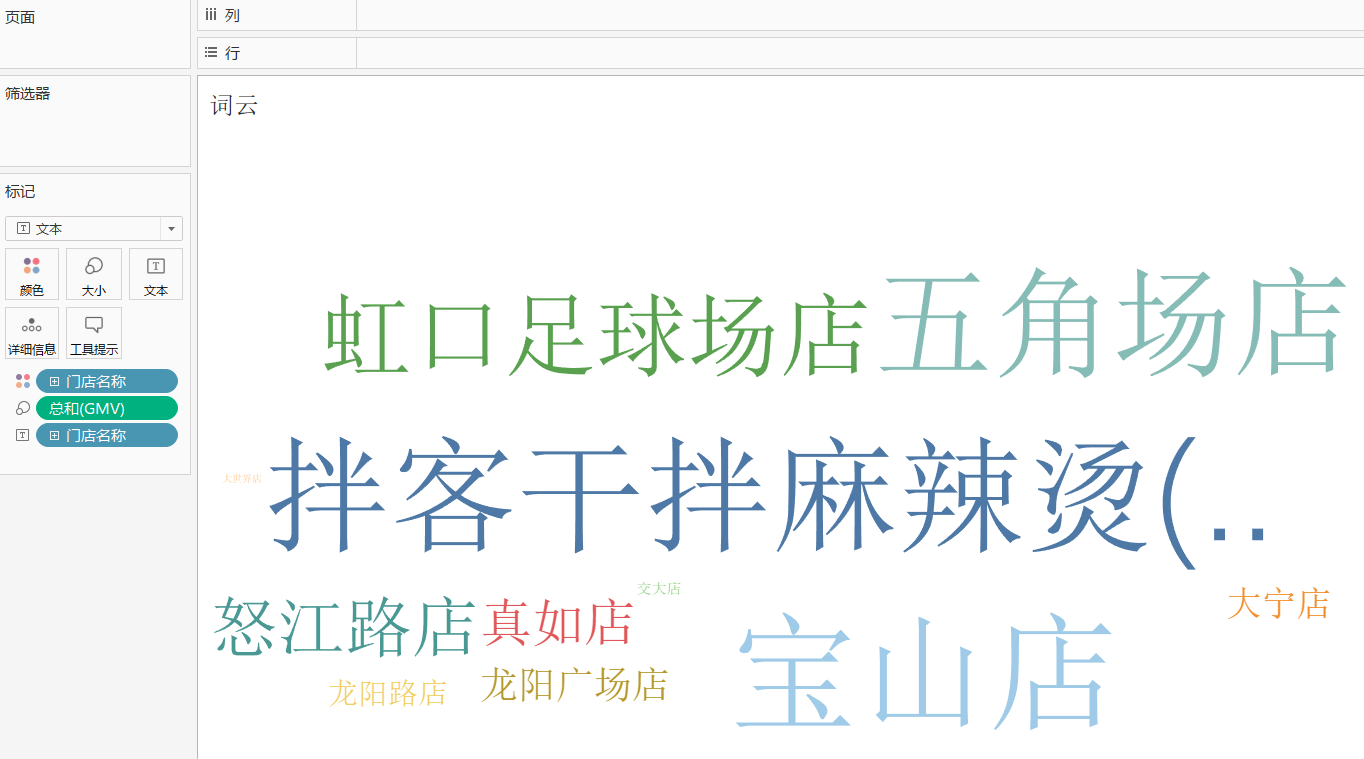 页面
列
行
筛选器
词云
标记
文本
颜色
大小
文本
详细信息
工具提示
门店名称
总和(GMV)
门店名称
虹口足球场店
五角场店
大世界店
拌客干拌麻辣烫(..
交大店
怒江路店
真如店
大宁店
宝山店
龙阳路店
龙阳广场店